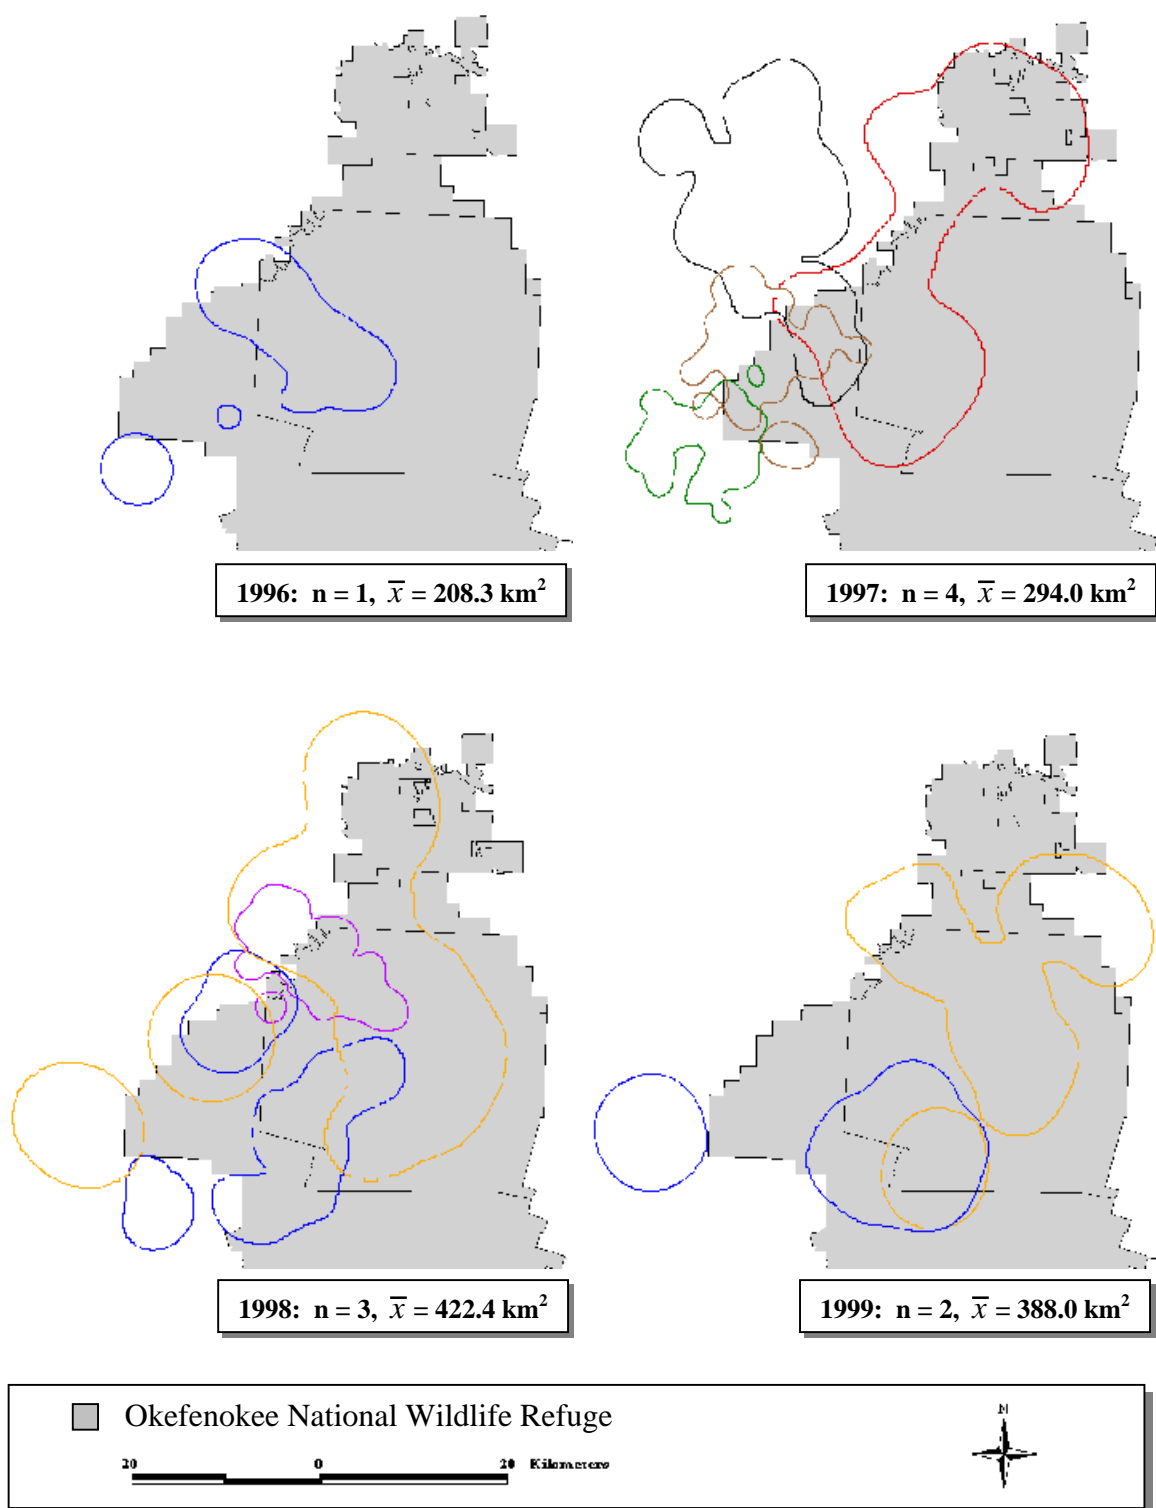 1996: n = 1, x̄ = 208.3 km²
1997: n = 4, x̄ = 294.0 km²
1998: n = 3, x̄ = 422.4 km²
1999: n = 2, x̄ = 388.0 km²
Okefenokee National Wildlife Refuge
N
20 0 20 Kilometers